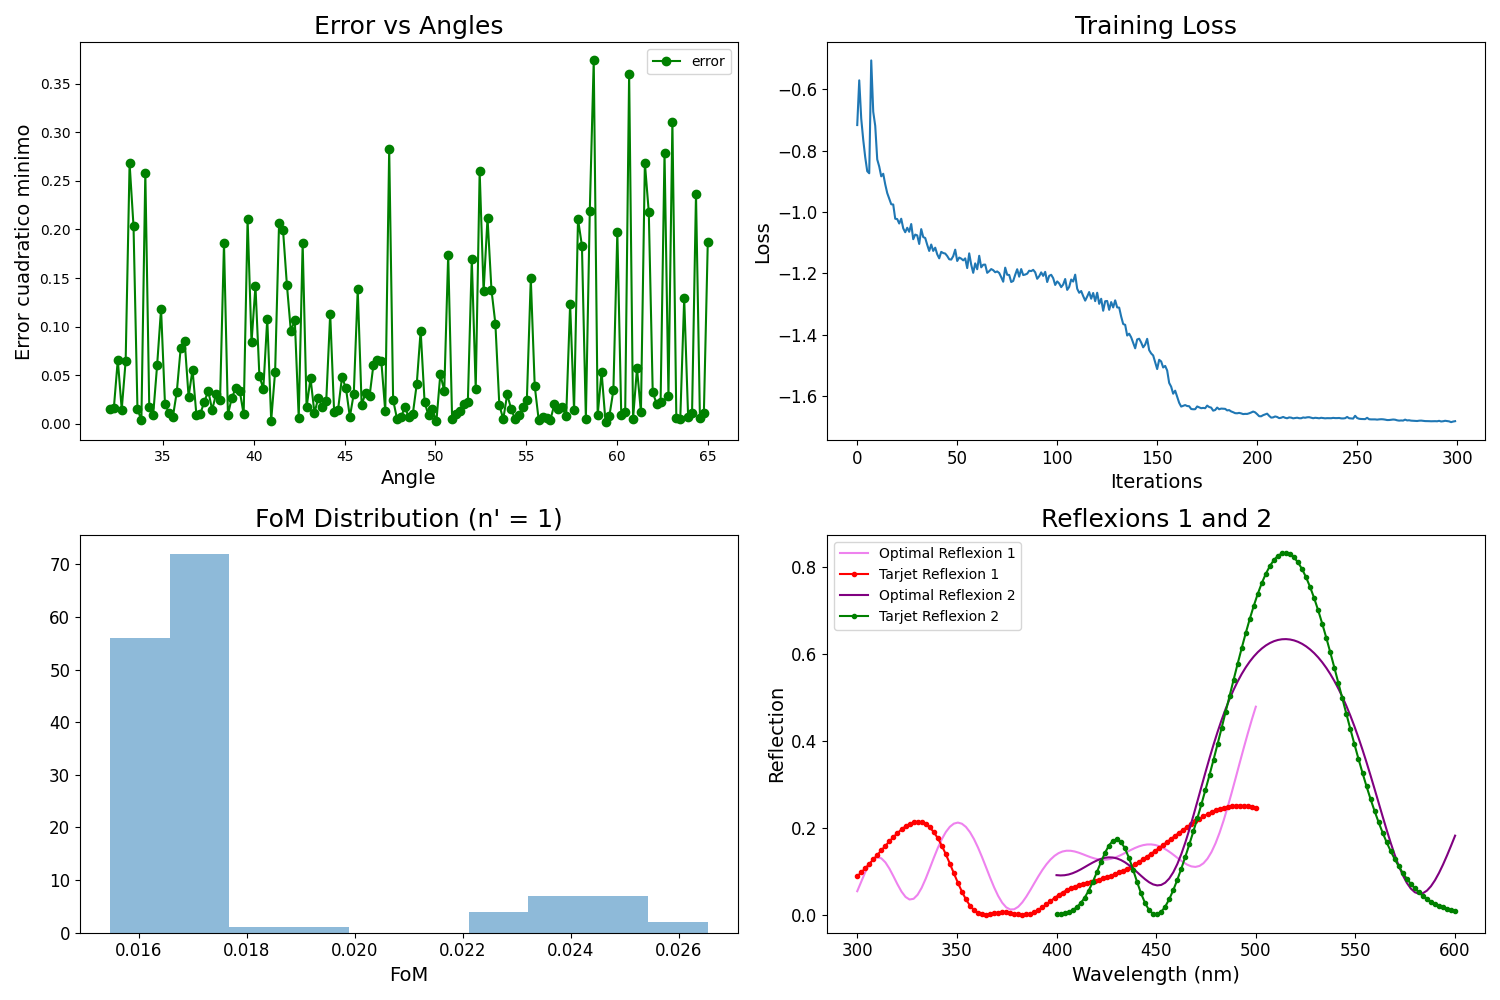 Error vs Angles
error
Error cuadratico minimo
0.35
0.30
0.25
0.20
0.15
0.10
0.05
0.00
35 40 45 50 55 60 65
Angle
Training Loss
Loss
−0.6
−0.8
−1.0
−1.2
−1.4
−1.6
0 50 100 150 200 250 300
Iterations
FoM Distribution (n' = 1)
70
60
50
40
30
20
10
0
0.016 0.018 0.020 0.022 0.024 0.026
FoM
Reflexions 1 and 2
Optimal Reflexion 1
Tarjet Reflexion 1
Optimal Reflexion 2
Tarjet Reflexion 2
Reflection
0.8
0.6
0.4
0.2
0.0
300 350 400 450 500 550 600
Wavelength (nm)